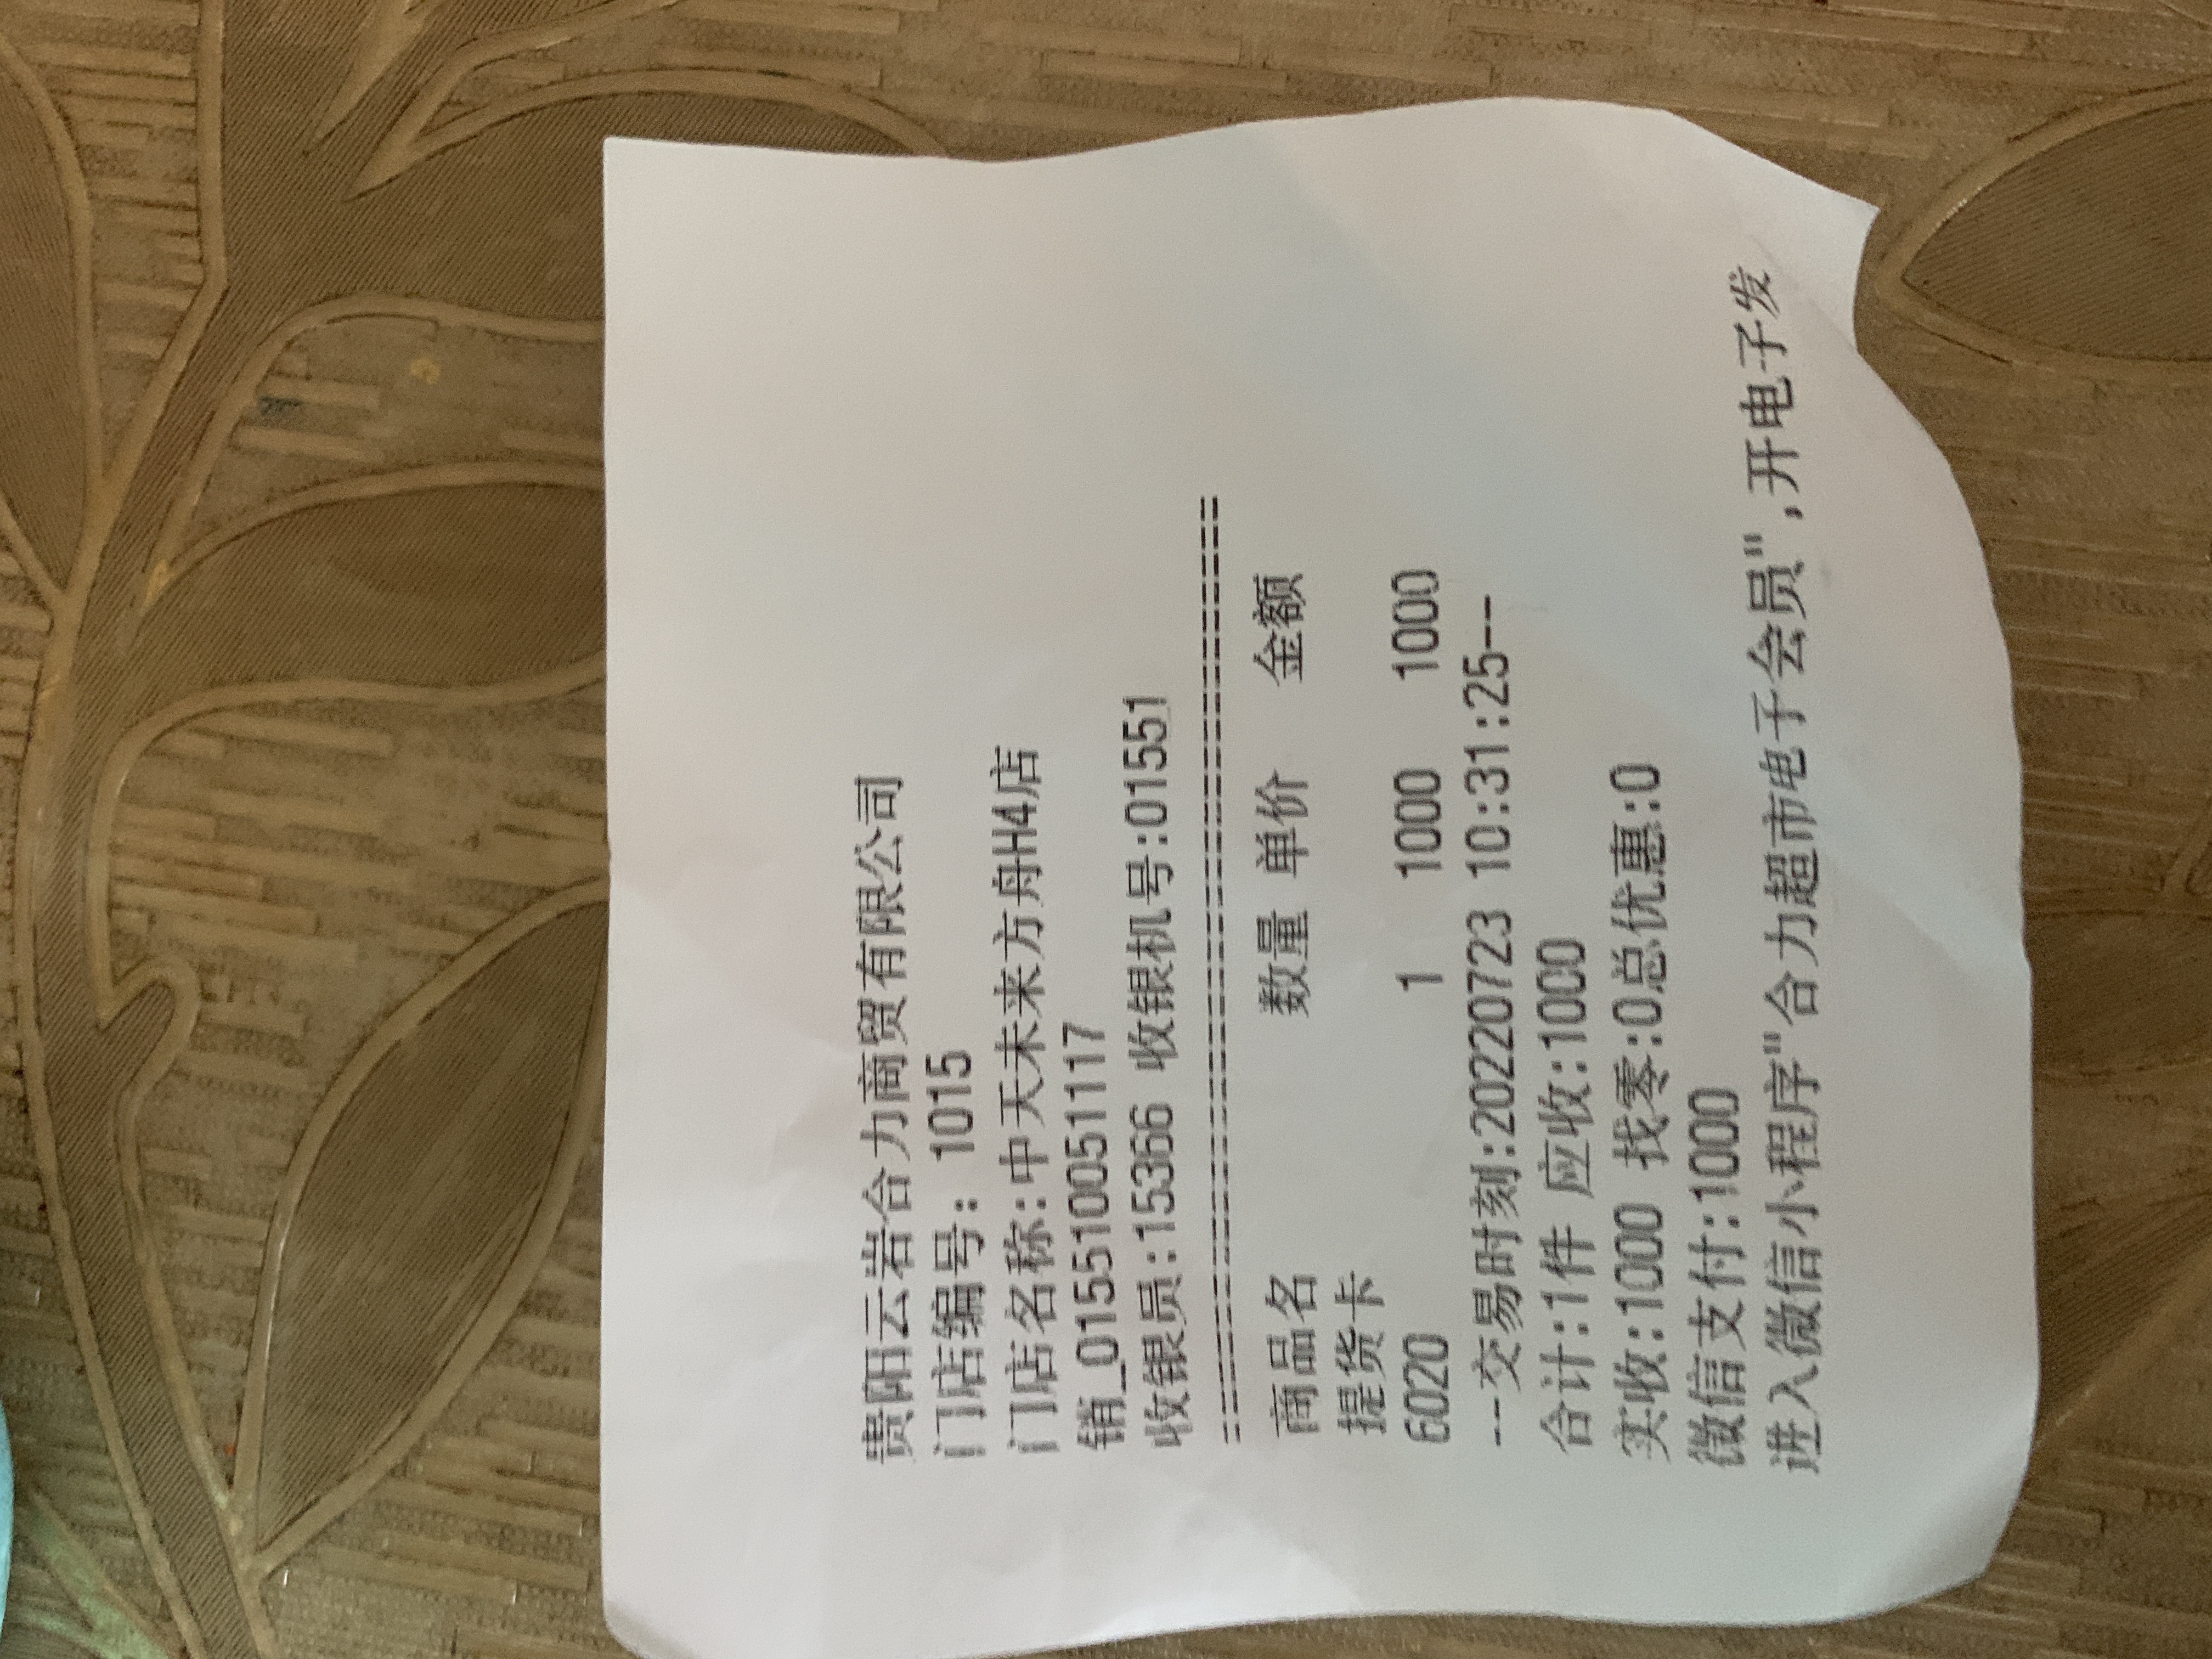 贵阳云岩合力商贸有限公司
门店编号: 1015
门店名称:中天未来方舟H4店
销_015510051117
收银员:15366 收银机号:01551
========================================
商品名 数量 单价 金额
提货卡
6020 1 1000 1000
--交易时刻:20220723 10:31:25--
合计:1件 应收:1000
实收:1000 找零:0总优惠:0
微信支付:1000
进入微信小程序"合力超市电子会员",开电子发